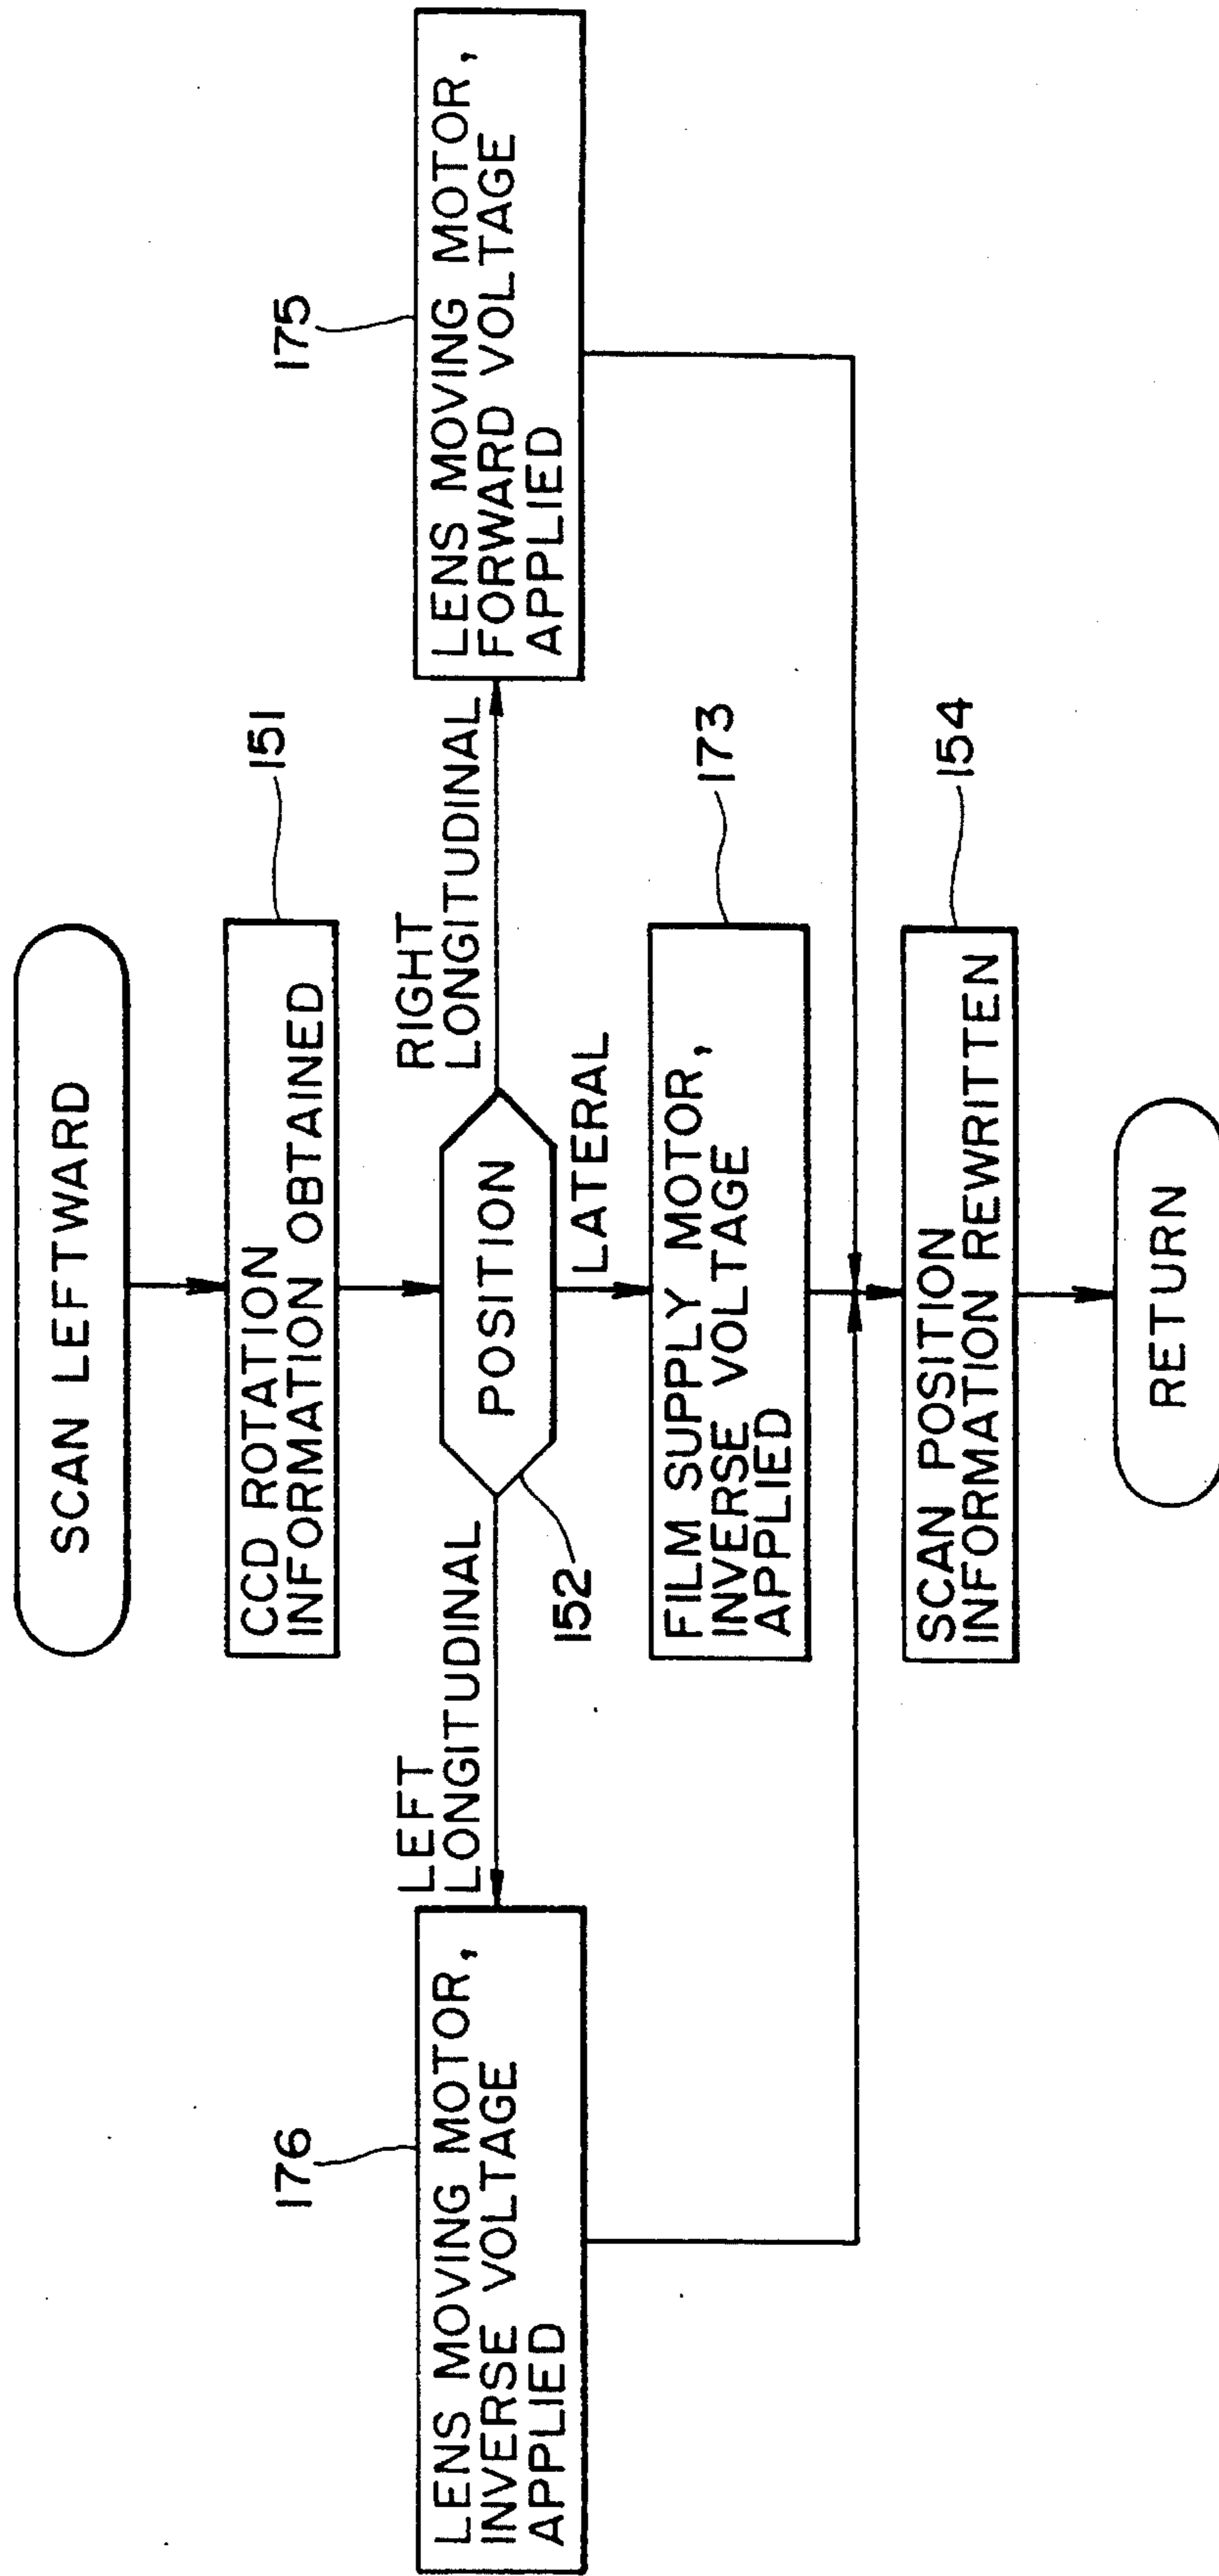 SCAN LEFTWARD
151
CCD ROTATION
INFORMATION OBTAINED
LEFT
LONGITUDINAL
POSITION
152
RIGHT
LONGITUDINAL
LATERAL
176
LENS MOVING MOTOR,
INVERSE VOLTAGE
APPLIED
173
FILM SUPPLY MOTOR,
INVERSE VOLTAGE
APPLIED
175
LENS MOVING MOTOR,
FORWARD VOLTAGE
APPLIED
154
SCAN POSITION
INFORMATION REWRITTEN
RETURN